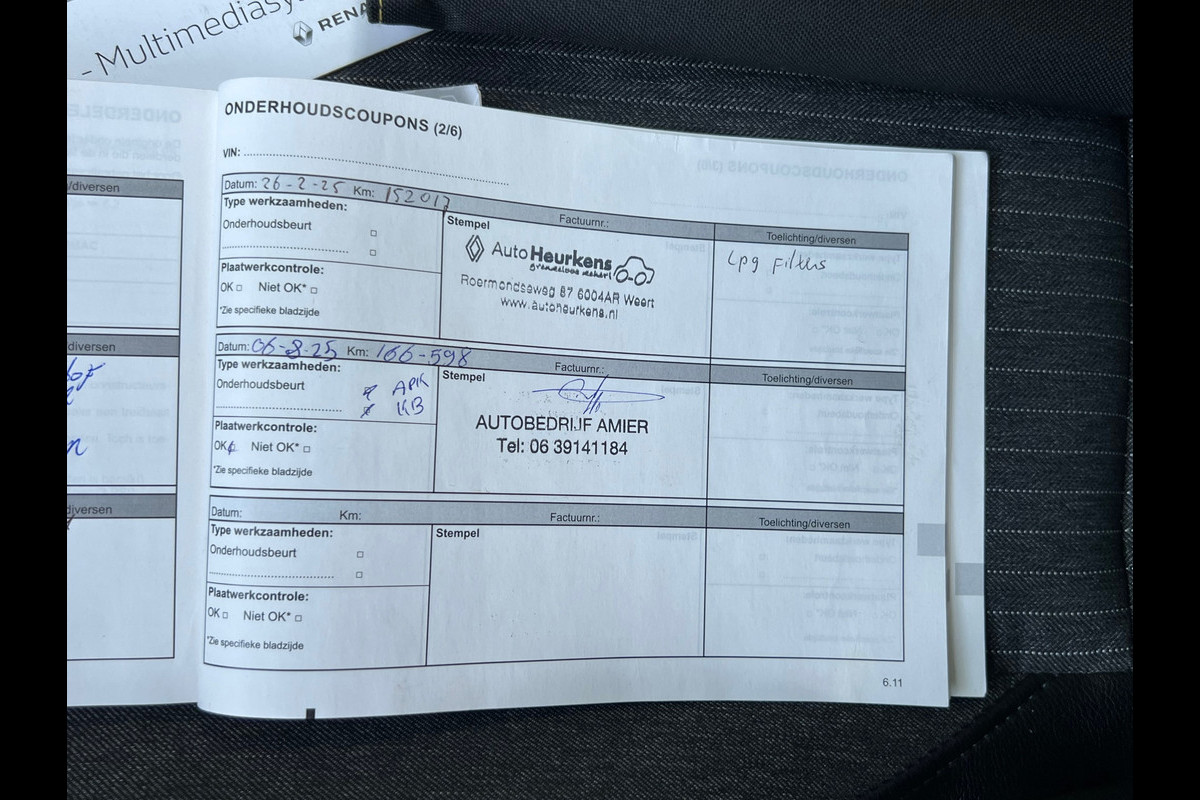 - Multimediasy
RENA
ONDERHOUDSCOUPONS (2/6)
VIN:
/diversen
Datum: 26-2-25 Km: 152017
Factuurnr.:
Type werkzaamheden:
Stempel
Toelichting/diversen
Onderhoudsbeurt
AutoHeurkens
Lpg Filters
Plaatwerkcontrole:
Roermondseweg 87 6004AR Weert
OK Niet OK*
www.autoheurkens.nl
*Zie specifieke bladzijde
diversen
Datum: 06-8-25 Km: 166-598
Factuurnr.:
Type werkzaamheden:
Stempel
Toelichting/diversen
Onderhoudsbeurt
APK
KB
AUTOBEDRIJF AMIER
Plaatwerkcontrole:
Tel: 06 39141184
OK Niet OK*
*Zie specifieke bladzijde
diversen
Datum: Km:
Factuurnr.:
Type werkzaamheden:
Stempel
Toelichting/diversen
Onderhoudsbeurt
Plaatwerkcontrole:
OK Niet OK*
*Zie specifieke bladzijde
6.11